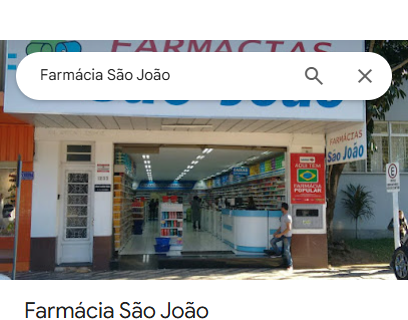 FARMÁCIAS
Farmácia São João
São João
FARMÁCIAS
São João
AQUI TEM
FARMÁCIA
POPULAR
E
Farmácia São João